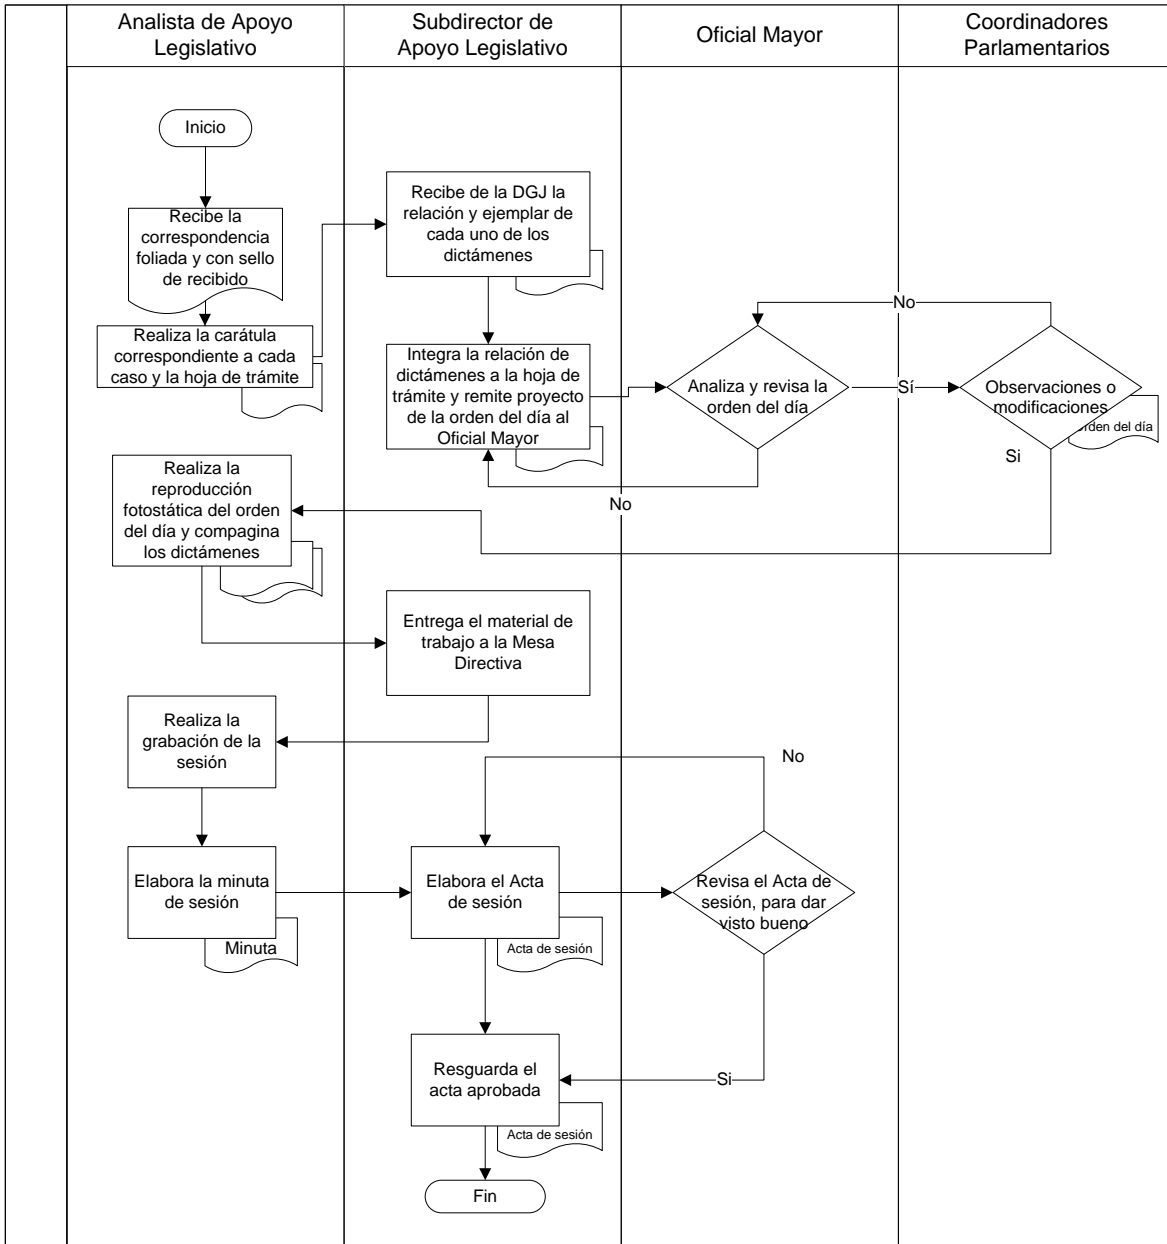 Analista de Apoyo
Legislativo
Subdirector de
Apoyo Legislativo
Oficial Mayor
Coordinadores
Parlamentarios
Inicio
Recibe la
correspondencia
foliada y con sello
de recibido
Realiza la carátula
correspondiente a cada
caso y la hoja de trámite
Recibe de la DGJ la
relación y ejemplar de
cada uno de los
dictámenes
Integra la relación de
dictámenes a la hoja de
trámite y remite proyecto
de la orden del día al
Oficial Mayor
Analiza y revisa la
orden del día
No
Sí
Observaciones o
modificaciones
orden del día
No
Si
Realiza la
reproducción
fotostática del orden
del día y compagina
los dictámenes
Entrega el material de
trabajo a la Mesa
Directiva
Realiza la
grabación de la
sesión
Elabora la minuta
de sesión
Minuta
Elabora el Acta
de sesión
Acta de sesión
Revisa el Acta de
sesión, para dar
visto bueno
No
Si
Resguarda el
acta aprobada
Acta de sesión
Fin